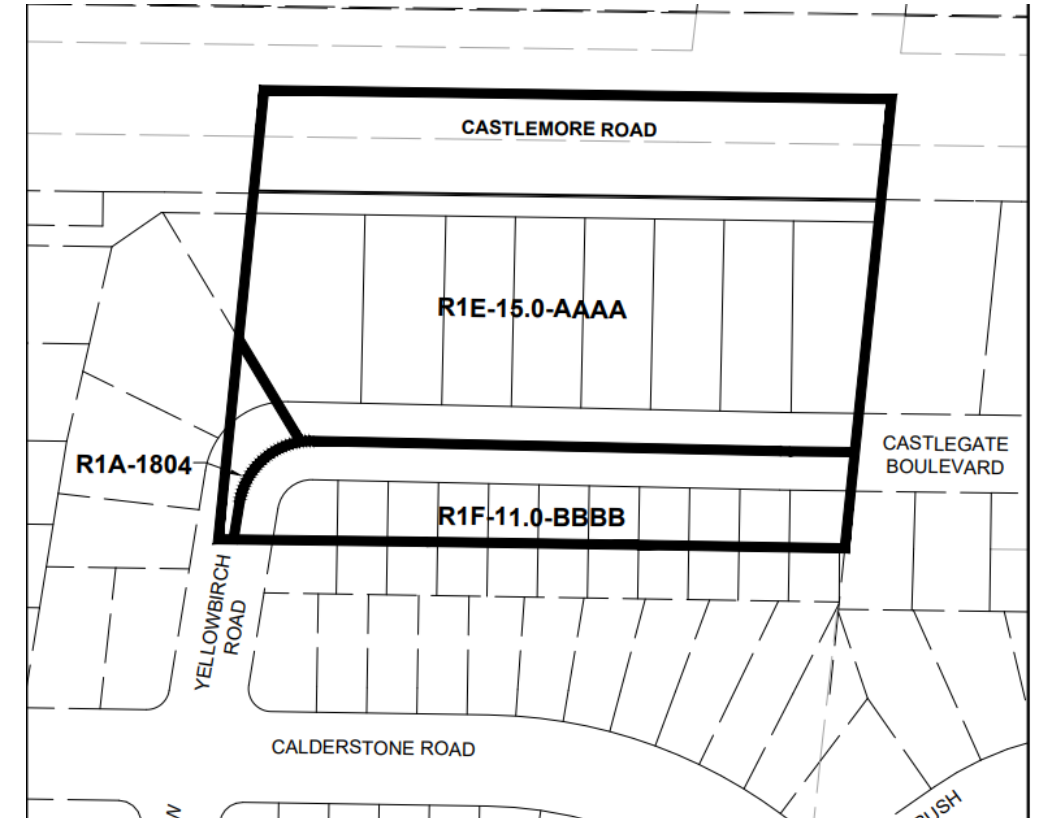 CASTLEMORE ROAD
R1E-15.0-AAAA
CASTLEGATE
BOULEVARD
R1A-1804
R1F-11.0-BBBB
YELLOWBIRCH
ROAD
CALDERSTONE ROAD